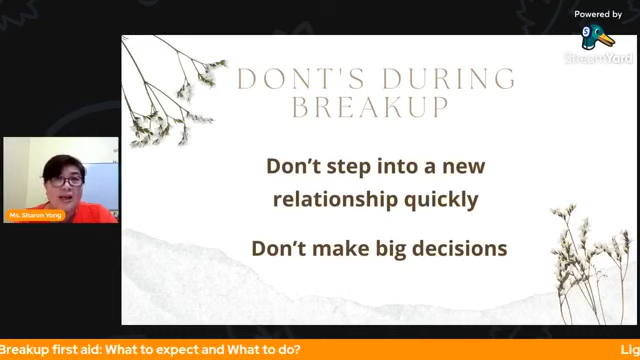 Powered by
S
StreamYard
DONT'S DURING
BREAKUP
Don't step into a new
relationship quickly
Don't make big decisions
Ms. Sharon Yong
Breakup first aid: What to expect and What to do?
Lig